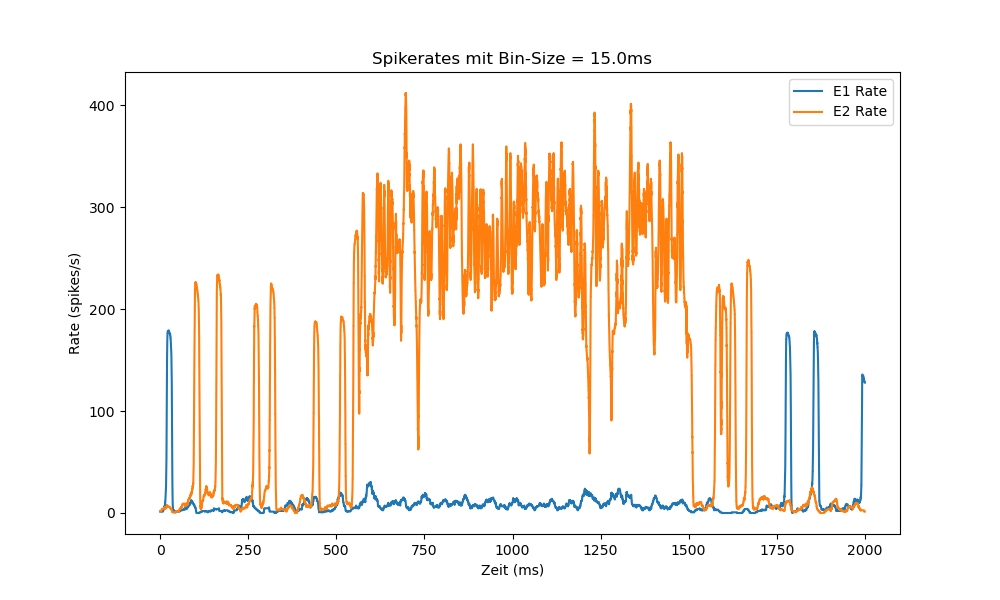 Spikerates mit Bin-Size = 15.0ms
E1 Rate
E2 Rate
Rate (spikes/s)
400
300
200
100
0
0 250 500 750 1000 1250 1500 1750 2000
Zeit (ms)